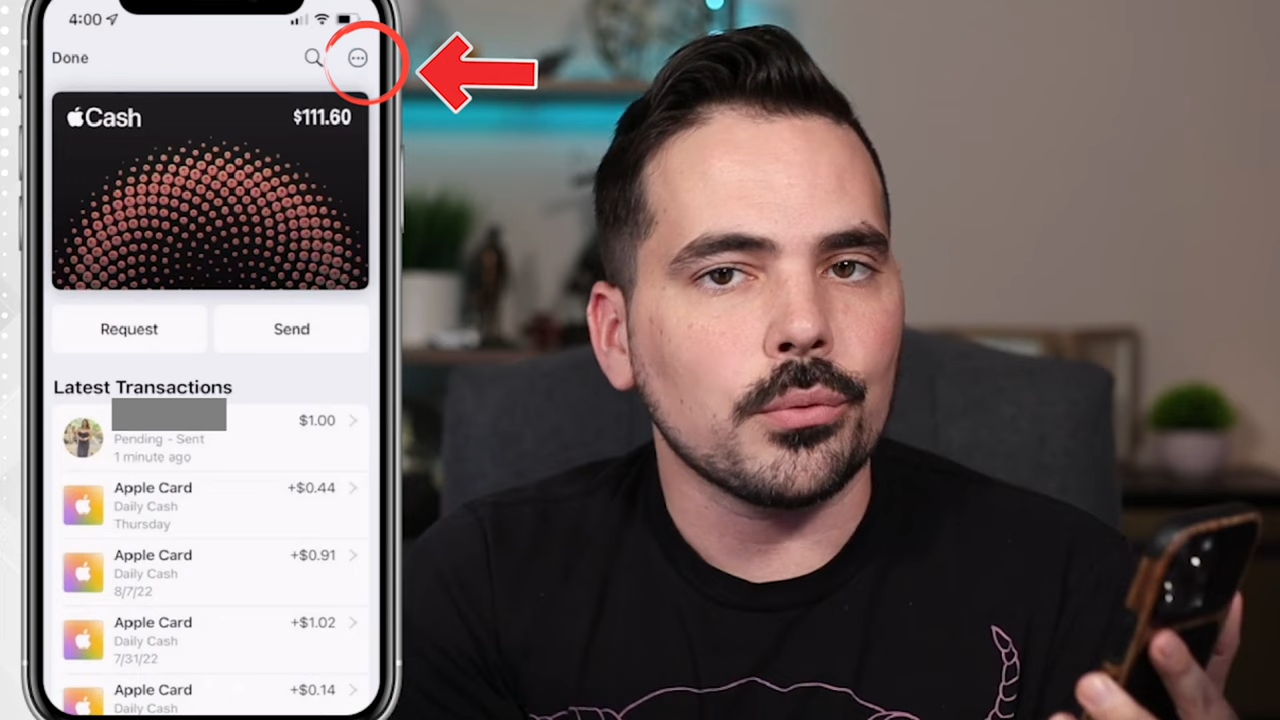 4:00
Done
Cash
$111.60
Request
Send
Latest Transactions
$1.00
Pending - Sent
1 minute ago
Apple Card
+$0.44
Daily Cash
Thursday
Apple Card
+$0.91
Daily Cash
8/7/22
Apple Card
+$1.02
Daily Cash
7/31/22
Apple Card
+$0.14
Daily Cash